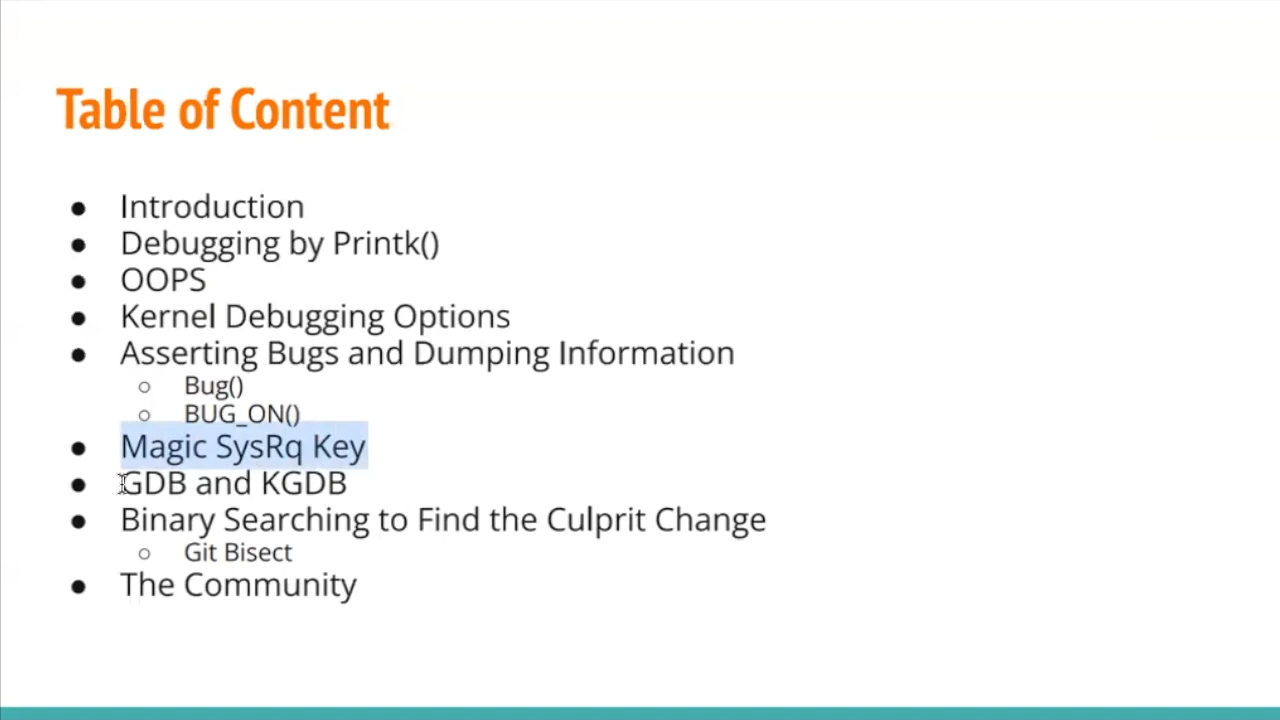 Table of Content
Introduction
Debugging by Printk()
OOPS
Kernel Debugging Options
Asserting Bugs and Dumping Information
Bug()
BUG_ON()
Magic SysRq Key
GDB and KGDB
Binary Searching to Find the Culprit Change
Git Bisect
The Community